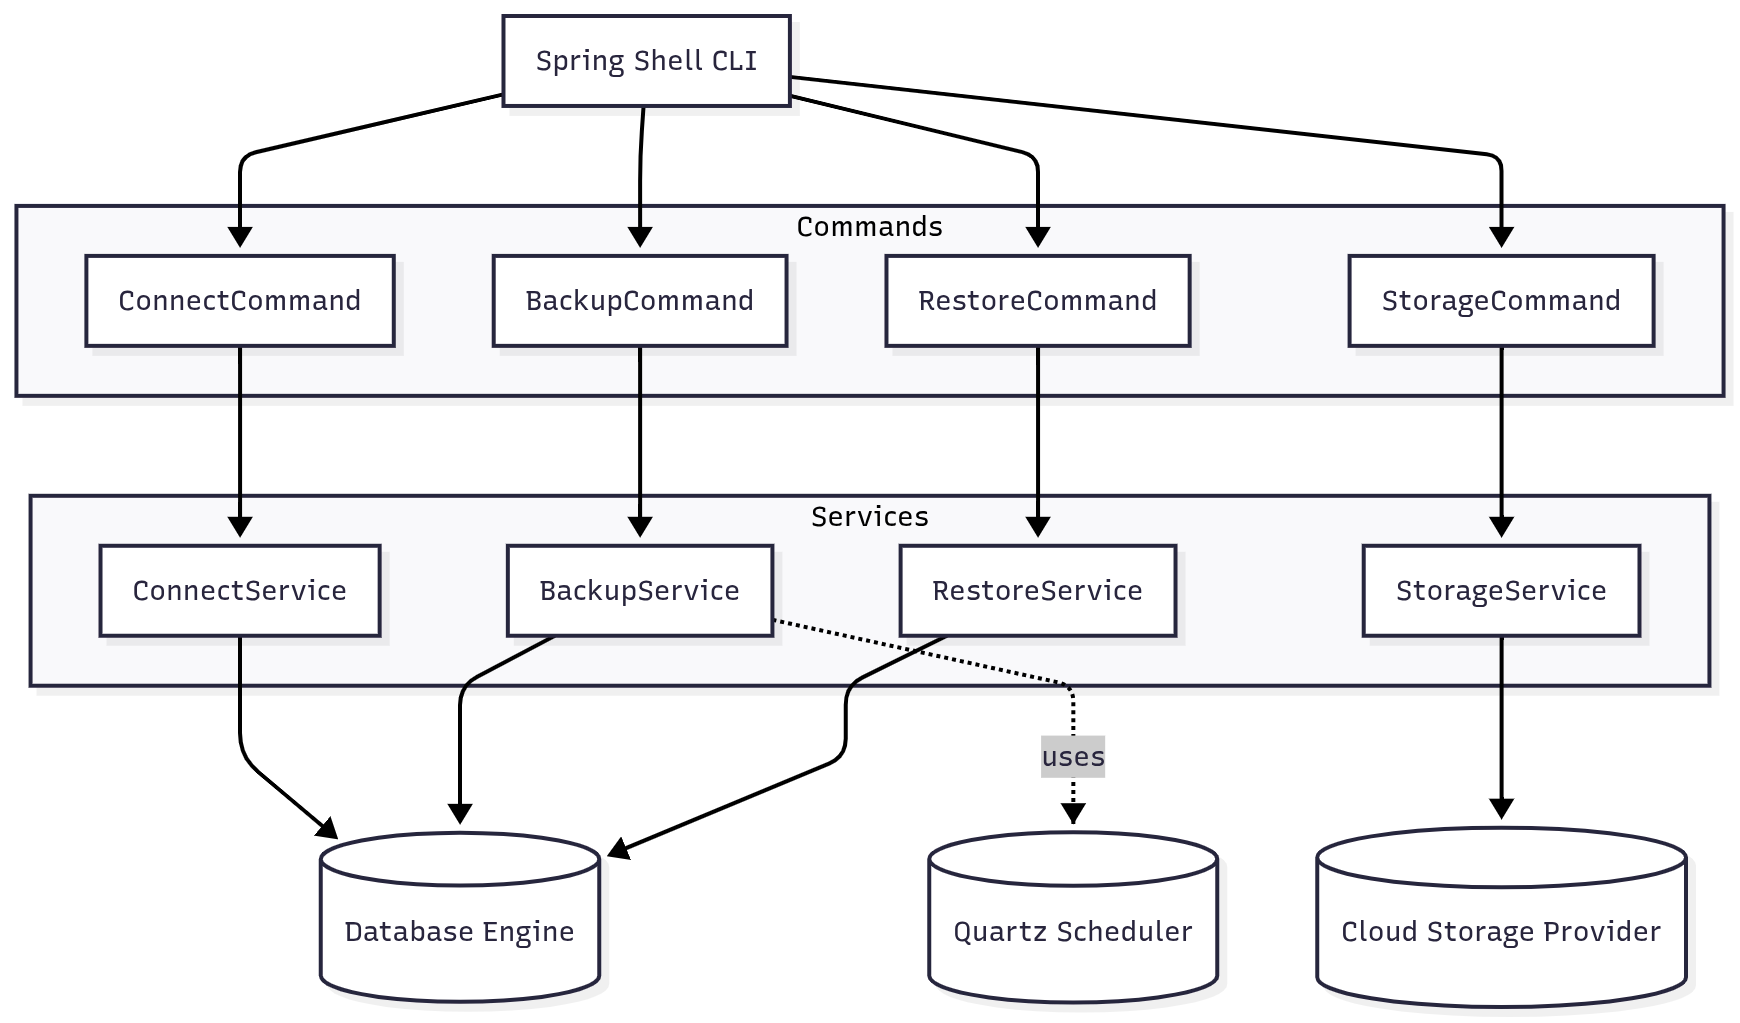 Spring Shell CLI
Commands
ConnectCommand
BackupCommand
RestoreCommand
StorageCommand
Services
ConnectService
BackupService
RestoreService
StorageService
uses
Database Engine
Quartz Scheduler
Cloud Storage Provider